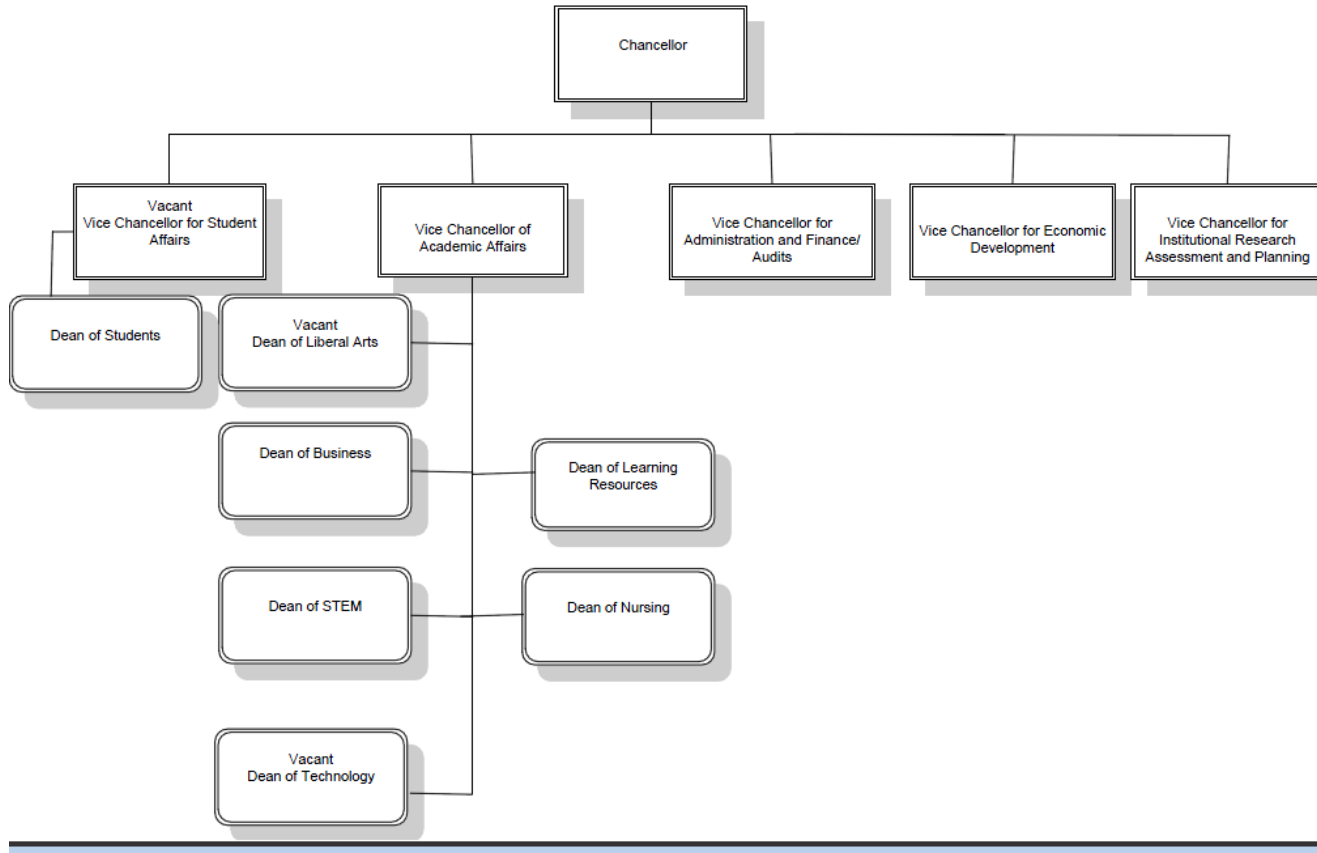 Chancellor
Vacant
Vice Chancellor for Student
Affairs
Vice Chancellor of
Academic Affairs
Vice Chancellor for
Administration and Finance/
Audits
Vice Chancellor for Economic
Development
Vice Chancellor for
Institutional Research
Assessment and Planning
Dean of Students
Vacant
Dean of Liberal Arts
Dean of Business
Dean of Learning
Resources
Dean of STEM
Dean of Nursing
Vacant
Dean of Technology